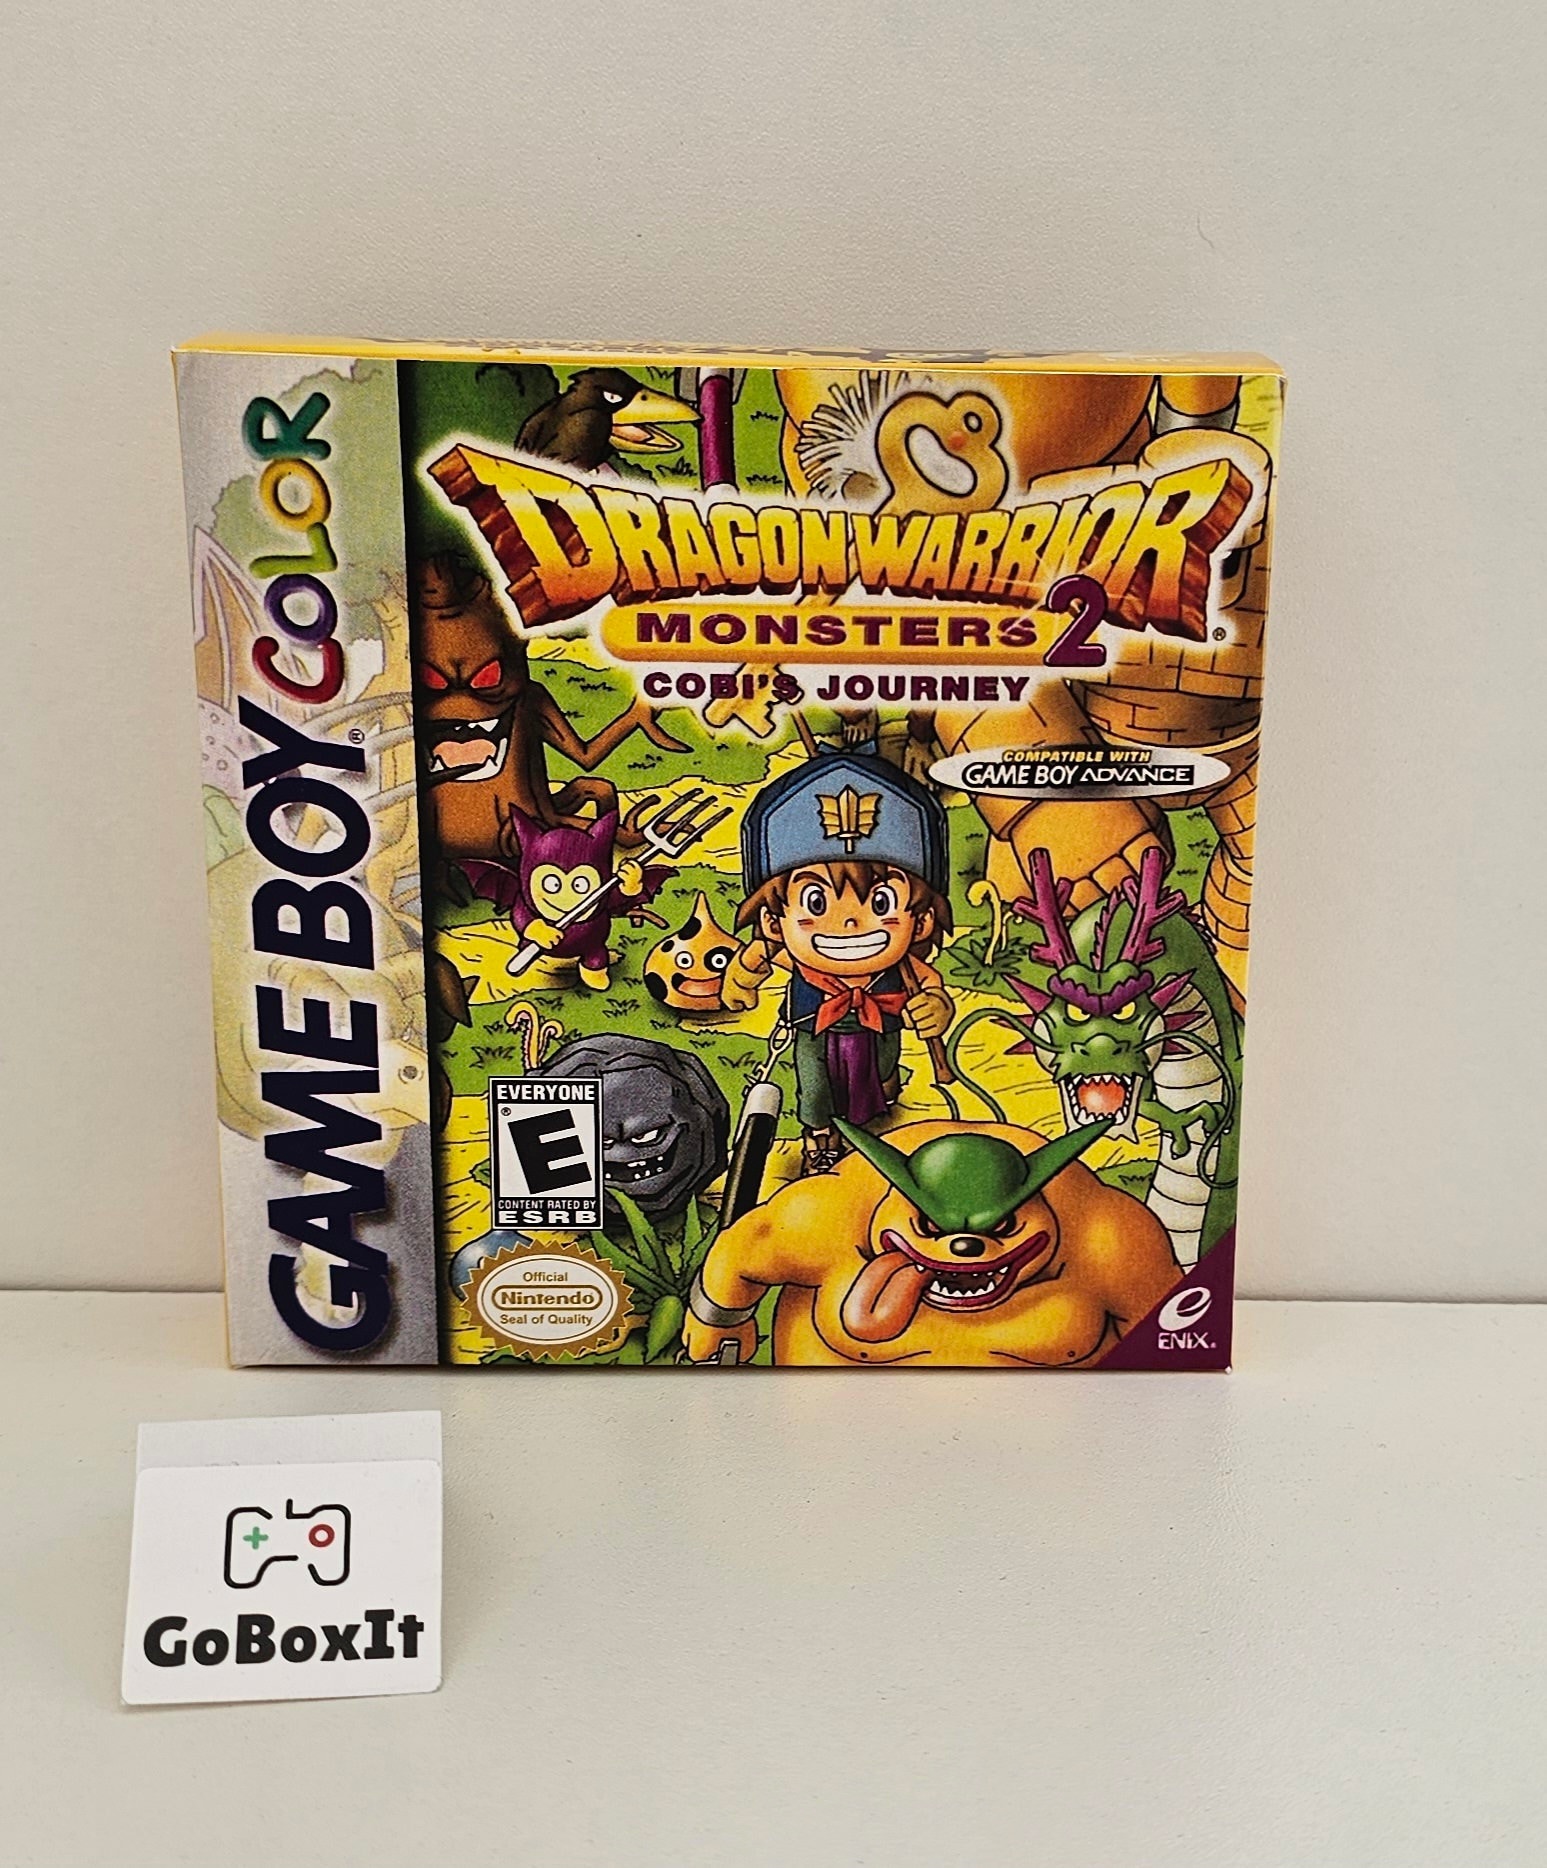 GAME BOY COLOR
DRAGON WARRIOR
MONSTERS 2
COBI'S JOURNEY
COMPATIBLE WITH
GAME BOY ADVANCE
EVERYONE
E
CONTENT RATED BY
ESRB
Official
Nintendo
Seal of Quality
e
ENIX
GoBoxIt